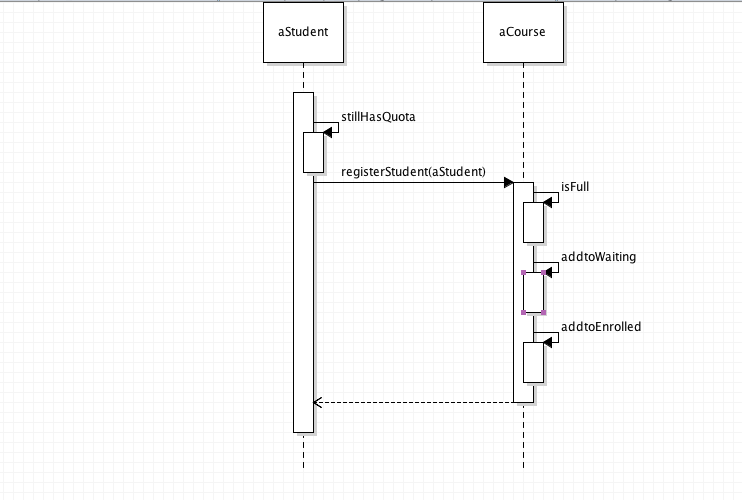 aStudent
aCourse
stillHasQuota
registerStudent(aStudent)
isFull
addtoWaiting
addtoEnrolled